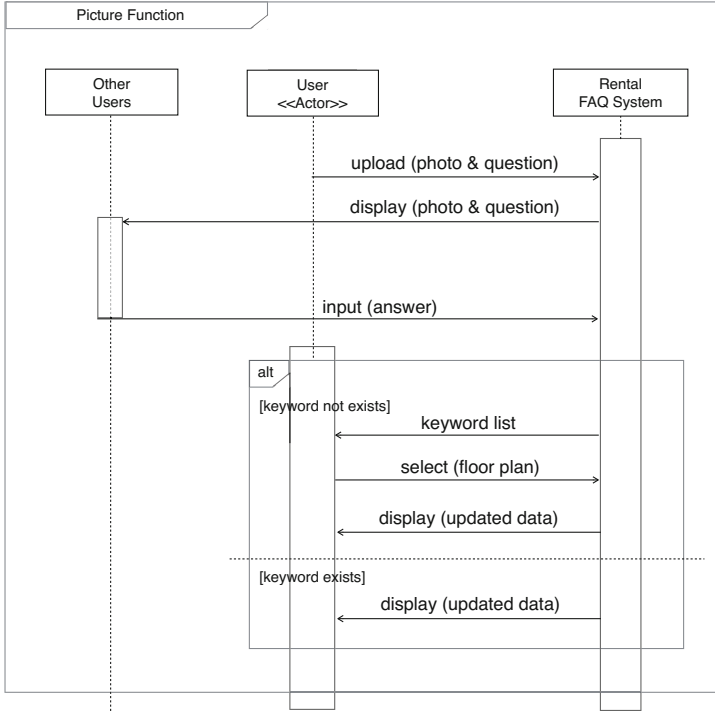 Picture Function
Other
Users
User
<<Actor>>
Rental
FAQ System
upload (photo & question)
display (photo & question)
input (answer)
alt
[keyword not exists]
keyword list
select (floor plan)
display (updated data)
[keyword exists]
display (updated data)